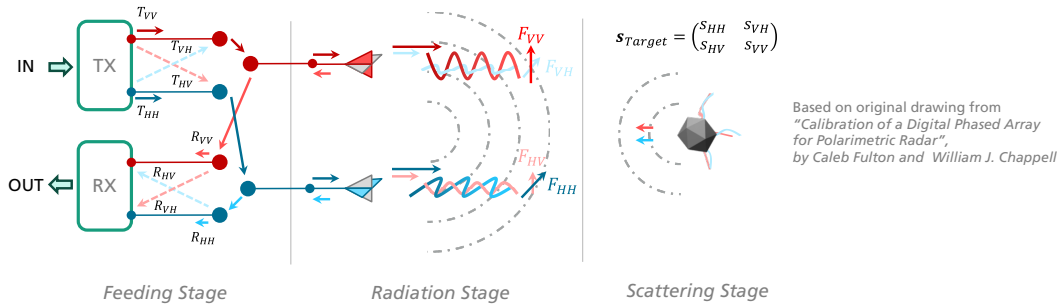 T_VV
T_VH
IN
TX
T_HV
T_HH
R_VV
R_HV
OUT
RX
R_VH
R_HH
F_VV
F_VH
F_HV
F_HH
s_Target = (S_HH S_VH
S_HV S_VV)
Based on original drawing from
“Calibration of a Digital Phased Array
for Polarimetric Radar”,
by Caleb Fulton and William J. Chappell
Feeding Stage
Radiation Stage
Scattering Stage